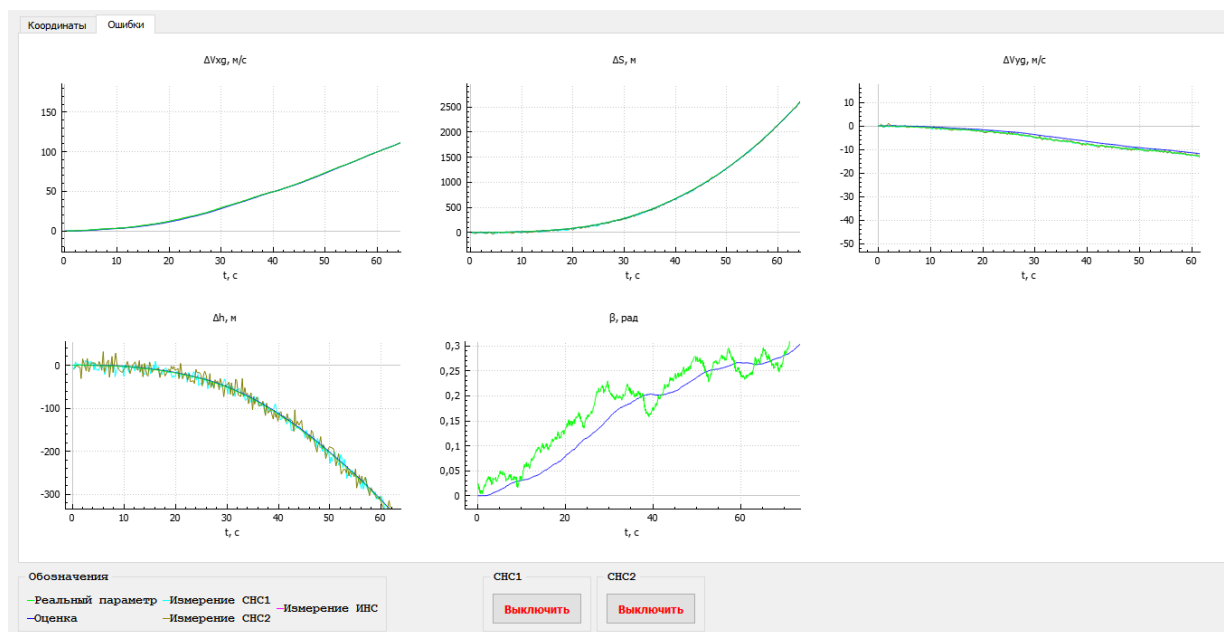 Координаты Ошибки
ΔVxg, м/с
150
100
50
0
0 10 20 30 40 50 60
t, с
ΔS, м
2500
2000
1500
1000
500
0
0 10 20 30 40 50 60
t, с
ΔVyg, м/с
10
0
-10
-20
-30
-40
-50
0 10 20 30 40 50 60
t, с
Δh, м
0
-100
-200
-300
0 10 20 30 40 50 60
t, с
β, рад
0,3
0,25
0,2
0,15
0,1
0,05
0
0 20 40 60
t, с
Обозначения
Реальный параметр Измерение СНС1 Измерение ИНС
Оценка Измерение СНС2
СНС1
Выключить
СНС2
Выключить